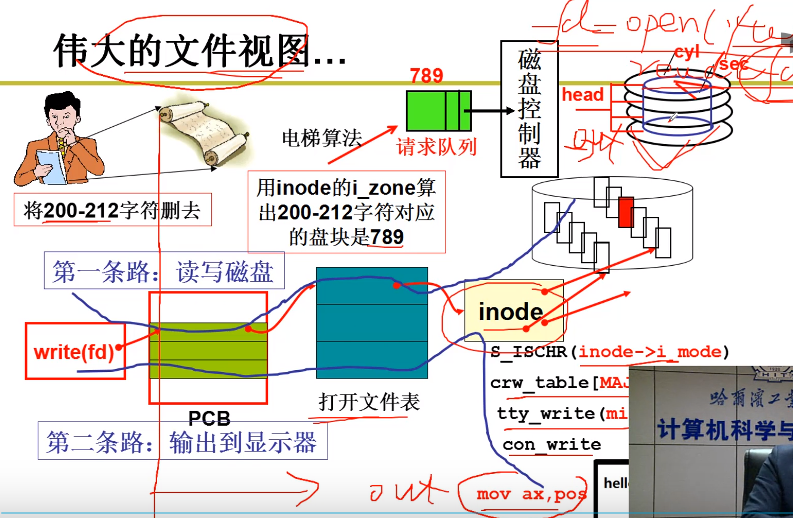 伟大的文件视图...
fd=open(
cyl
sec
head
789
磁盘控制器
电梯算法
请求队列
将200-212字符删去
用inode的i_zone算
出200-212字符对应
的盘块是789
第一条路：读写磁盘
write(fd)
inode
PCB
打开文件表
S_ISCHR(inode->i_mode)
crw_table[MAJ
tty_write(mi
con_write
第二条路：输出到显示器
out
mov ax,pos
hell
哈尔滨工
计算机科学与